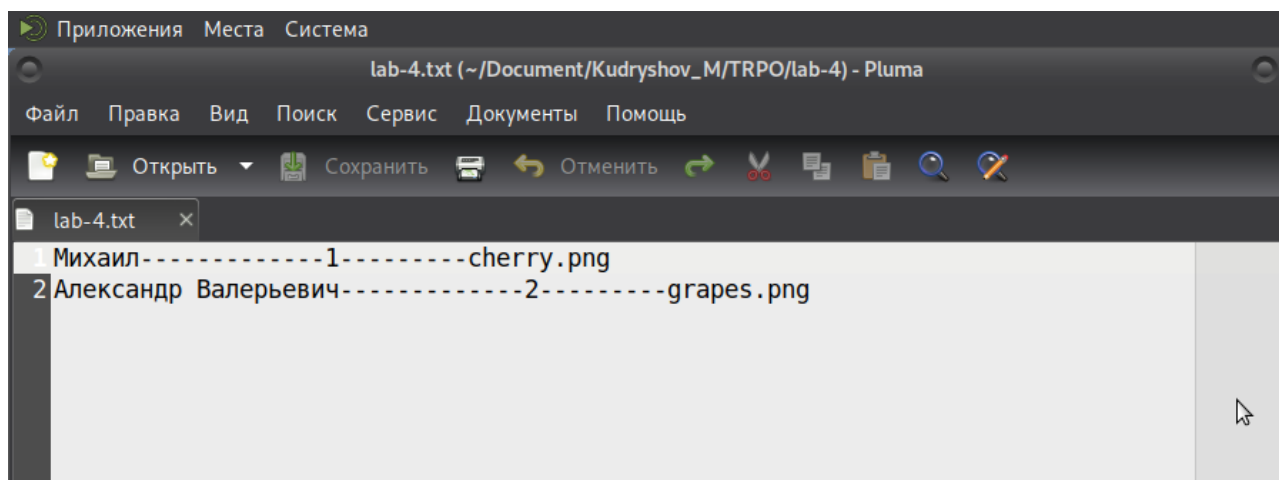 Приложения Места Система
lab-4.txt (~/Document/Kudryshov_M/TRPO/lab-4) - Pluma
Файл Правка Вид Поиск Сервис Документы Помощь
Открыть Сохранить Отменить
lab-4.txt ×
1 Михаил-------------1---------cherry.png
2 Александр Валерьевич-------------2---------grapes.png